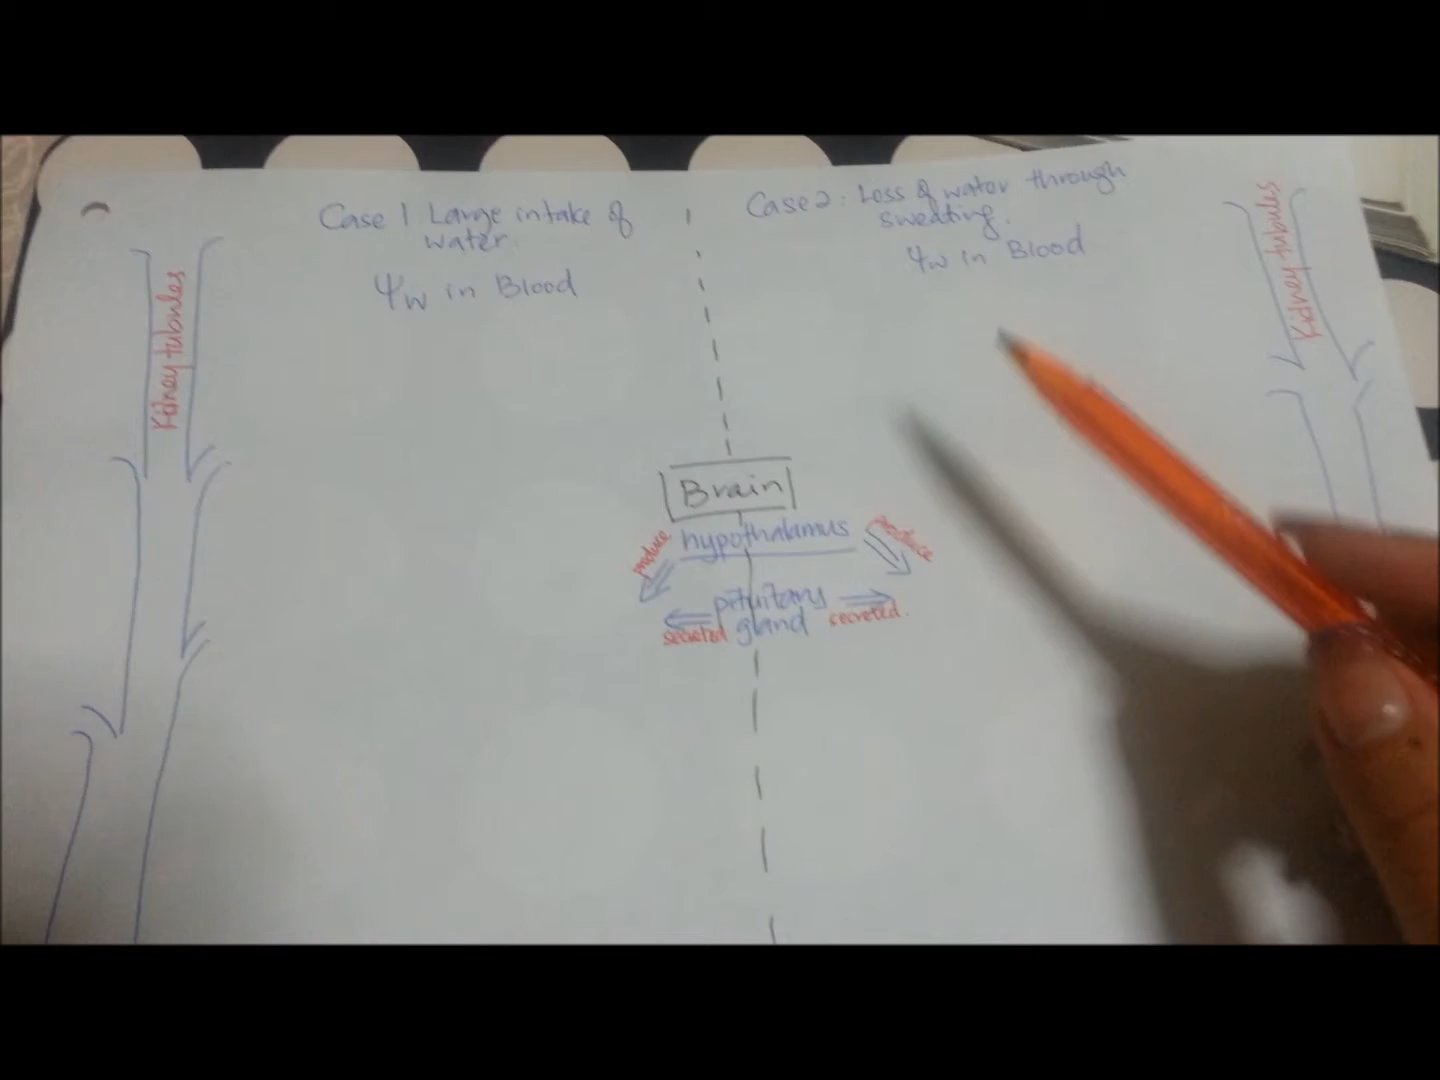 Case 1 Large intake of
water.
Ψw in Blood
Case 2: Loss of water through
sweating.
Ψw in Blood
Kidney tubules
Kidney tubules
Brain
hypothalamus
produce
produce
pituitary
gland
secreted
secreted.